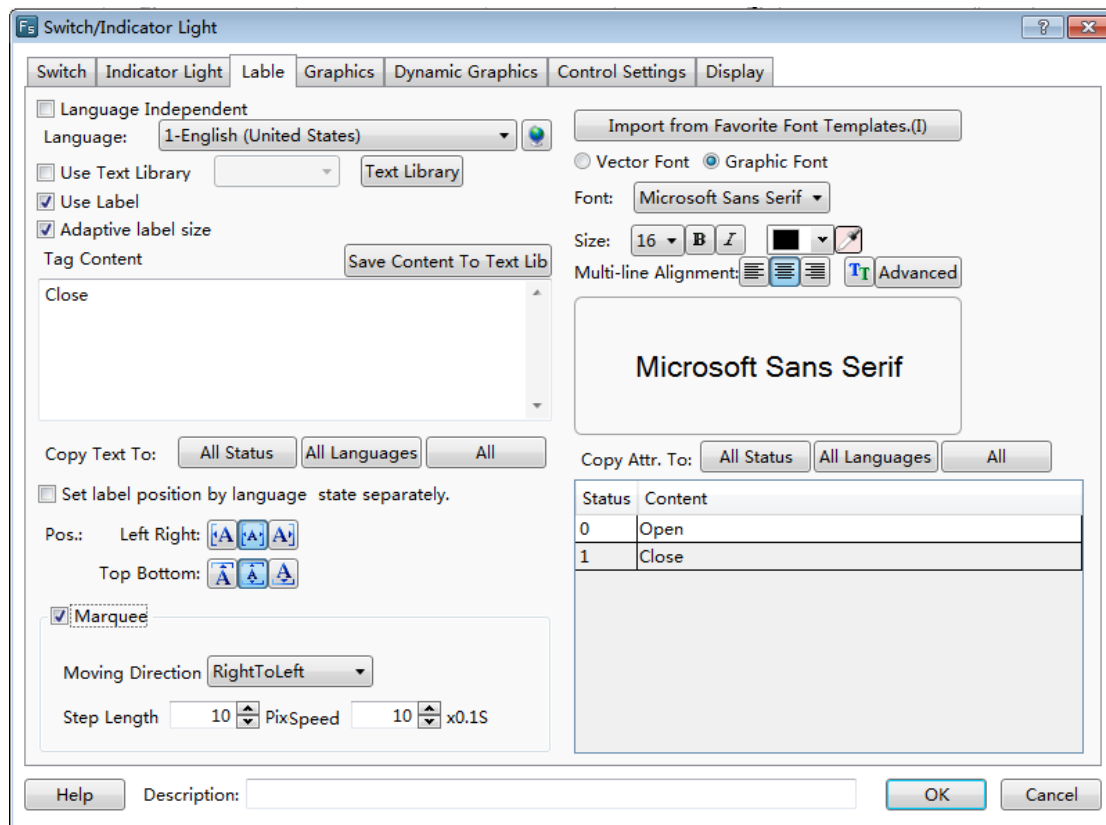 Fs Switch/Indicator Light
Switch Indicator Light Lable Graphics Dynamic Graphics Control Settings Display
Language Independent
Language: 1-English (United States)
Use Text Library Text Library
Use Label
Adaptive label size
Tag Content Save Content To Text Lib
Close
Copy Text To: All Status All Languages All
Set label position by language state separately.
Pos.: Left Right: A A A
Top Bottom: A A A
Marquee
Moving Direction RightToLeft
Step Length 10 Pix Speed 10 x0.1S
Import from Favorite Font Templates.(I)
Vector Font Graphic Font
Font: Microsoft Sans Serif
Size: 16 B I
Multi-line Alignment: TT Advanced
Microsoft Sans Serif
Copy Attr. To: All Status All Languages All
Status Content
0 Open
1 Close
Help Description: OK Cancel